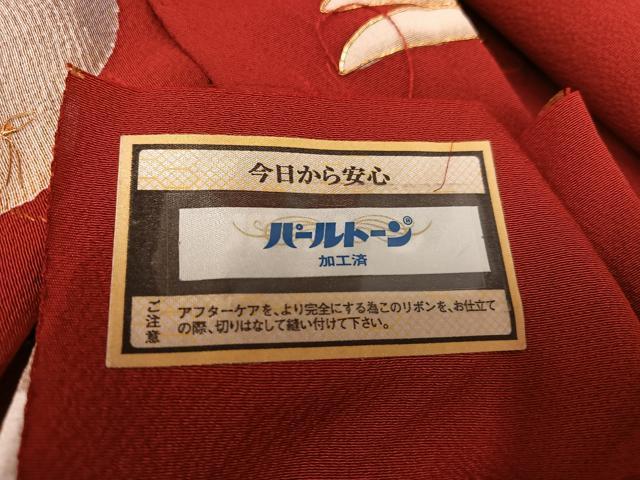 今日から安心
パールトーン®
加工済
ご注意
アフターケアを、より完全にする為このリボンを、お仕立て
の際、切りはなして縫い付けて下さい。